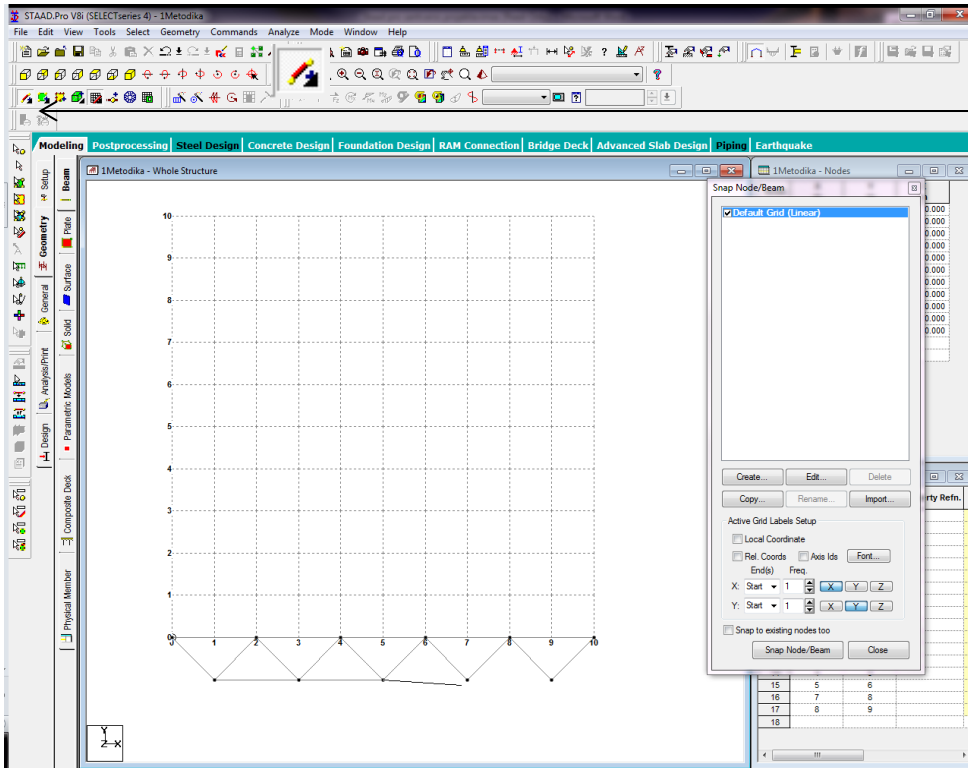 STAAD.Pro V8i (SELECTseries 4) - 1Metodika
File Edit View Tools Select Geometry Commands Analyze Mode Window Help
Modeling Postprocessing Steel Design Concrete Design Foundation Design RAM Connection Bridge Deck Advanced Slab Design Piping Earthquake
Setup
Geometry
General
Analysis/Print
Design
Beam
Plate
Surface
Solid
Parametric Models
Composite Deck
Physical Member
1Metodika - Whole Structure
10
9
8
7
6
5
4
3
2
1
0
1 2 3 4 5 6 7 8 9 10
Y
Z X
1Metodika - Nodes
0.000
0.000
0.000
0.000
0.000
0.000
0.000
0.000
0.000
0.000
0.000
Snap Node/Beam
Default Grid (Linear)
Create... Edit... Delete
Copy... Rename... Import...
Active Grid Labels Setup
Local Coordinate
Rel. Coords Axis Ids Font...
End(s) Freq.
X: Start 1 X Y Z
Y: Start 1 X Y Z
Snap to existing nodes too
Snap Node/Beam Close
rty Refn.
15 5 6
16 7 8
17 8 9
18